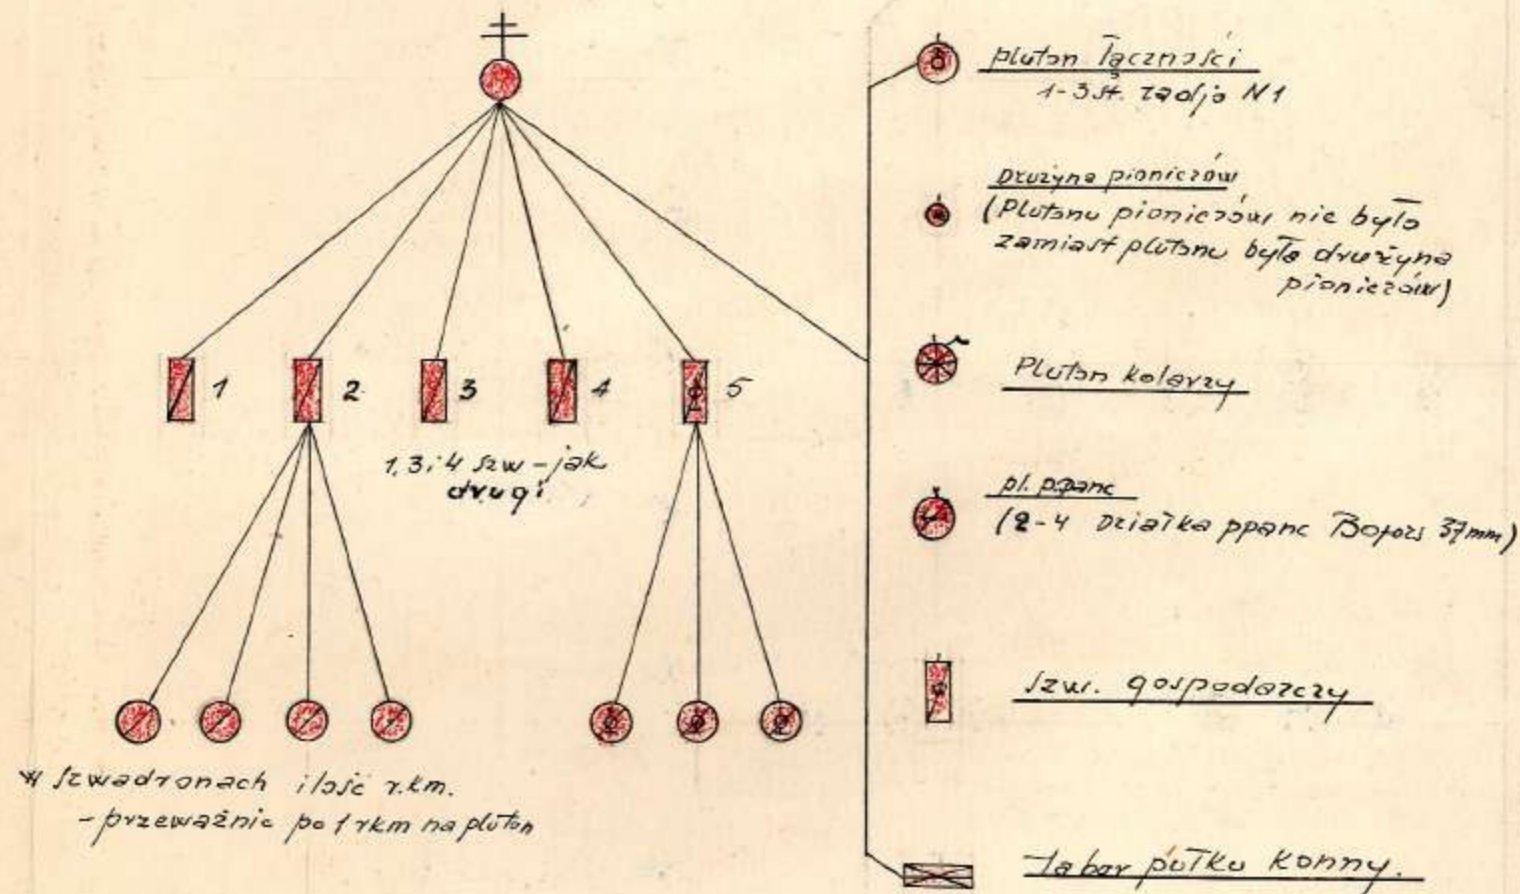 pluton łączności
1-3 st. radjo N1
Drużyna pionierów
(Plutonu pionierów nie było
zamiast plutonu była drużyna
pionierów)
Pluton kolarzy
pl. ppanc
(2-4 Działka ppanc Bofors 37mm)
szw. gospodarczy
Tabor pułku konny.
1 2 3 4 5
1, 3 i 4 szw - jak
drugi
w szwadronach ilość r.km.
- przeważnie po 1 rkm na pluton